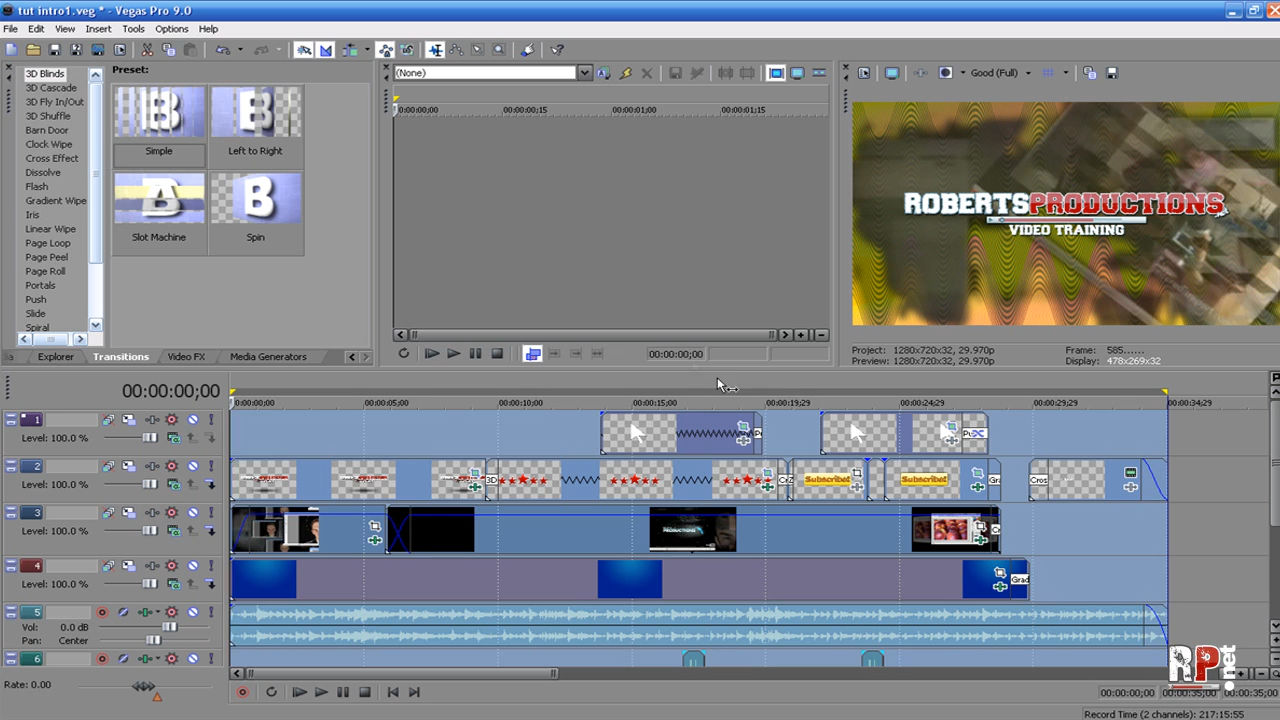 tut intro1.veg * - Vegas Pro 9.0
File Edit View Insert Tools Options Help
3D Blinds
3D Cascade
3D Fly In/Out
3D Shuffle
Barn Door
Clock Wipe
Cross Effect
Dissolve
Flash
Gradient Wipe
Iris
Linear Wipe
Page Loop
Page Peel
Page Roll
Portals
Push
Slide
Spiral
Preset:
Simple Left to Right
Slot Machine Spin
Explorer Transitions Video FX Media Generators
(None)
00:00:00;00 00:00:00;15 00:00:01;00 00:00:01;15
00:00:00;00
Good (Full)
ROBERTSPRODUCTIONS
VIDEO TRAINING
Project: 1280x720x32, 29.970p Frame: 585......
Preview: 1280x720x32, 29.970p Display: 478x269x32
00:00:00;00
0:00:00;00 00:00:05;00 00:00:10;00 00:00:15;00 00:00:19;29 00:00:24;29 00:00:29;29 00:00:34;29
1
Level: 100.0 %
2
Level: 100.0 %
3D
Subscribe!
Subscribe!
Cros
3
Level: 100.0 %
4
Level: 100.0 %
Grad
5
Vol: 0.0 dB
Pan: Center
6
Rate: 0.00
RP.net
00:00:00;00 00:00:35;00 00:00:35;00
Record Time (2 channels): 217:15:55